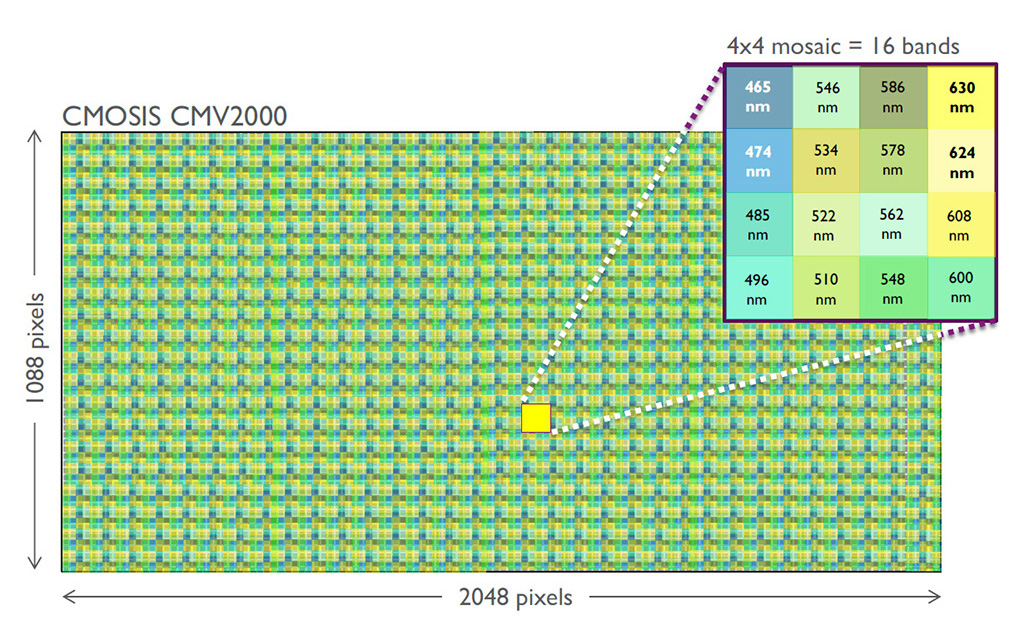 4x4 mosaic = 16 bands
CMOSIS CMV2000
465 nm
546 nm
586 nm
630 nm
474 nm
534 nm
578 nm
624 nm
485 nm
522 nm
562 nm
608 nm
496 nm
510 nm
548 nm
600 nm
1088 pixels
2048 pixels